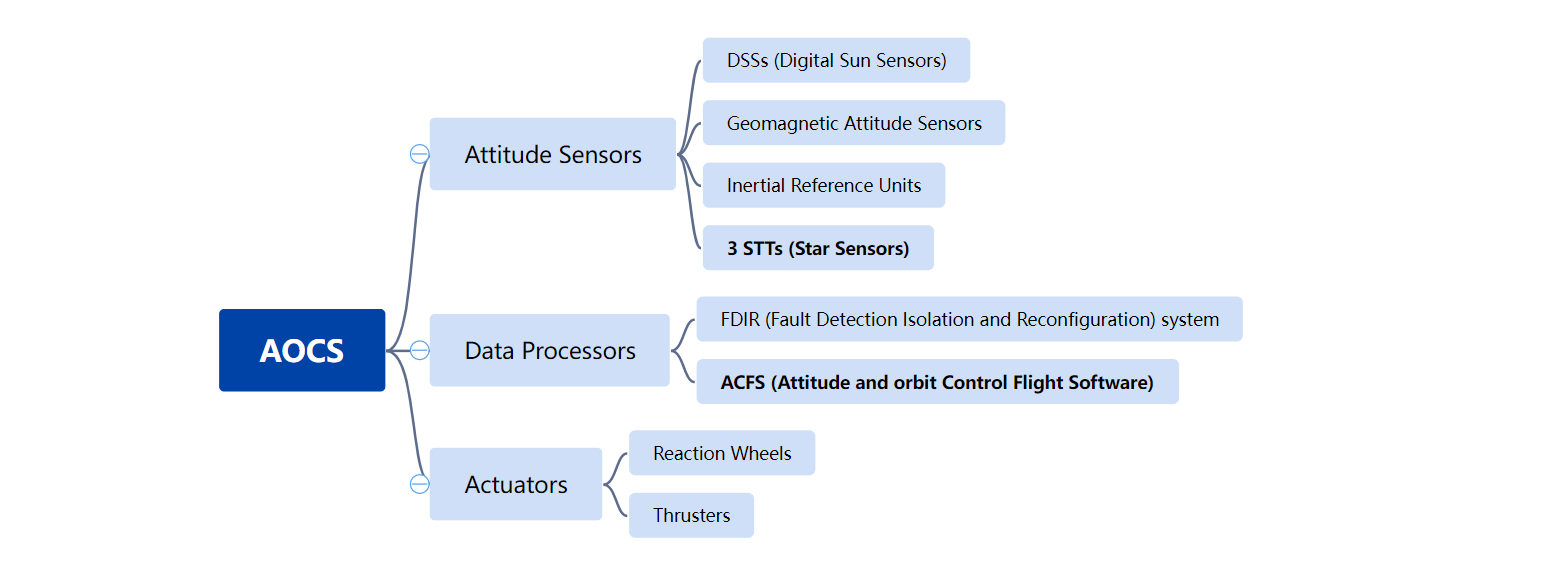 AOCS
Attitude Sensors
DSSs (Digital Sun Sensors)
Geomagnetic Attitude Sensors
Inertial Reference Units
3 STTs (Star Sensors)
Data Processors
FDIR (Fault Detection Isolation and Reconfiguration) system
ACFS (Attitude and orbit Control Flight Software)
Actuators
Reaction Wheels
Thrusters